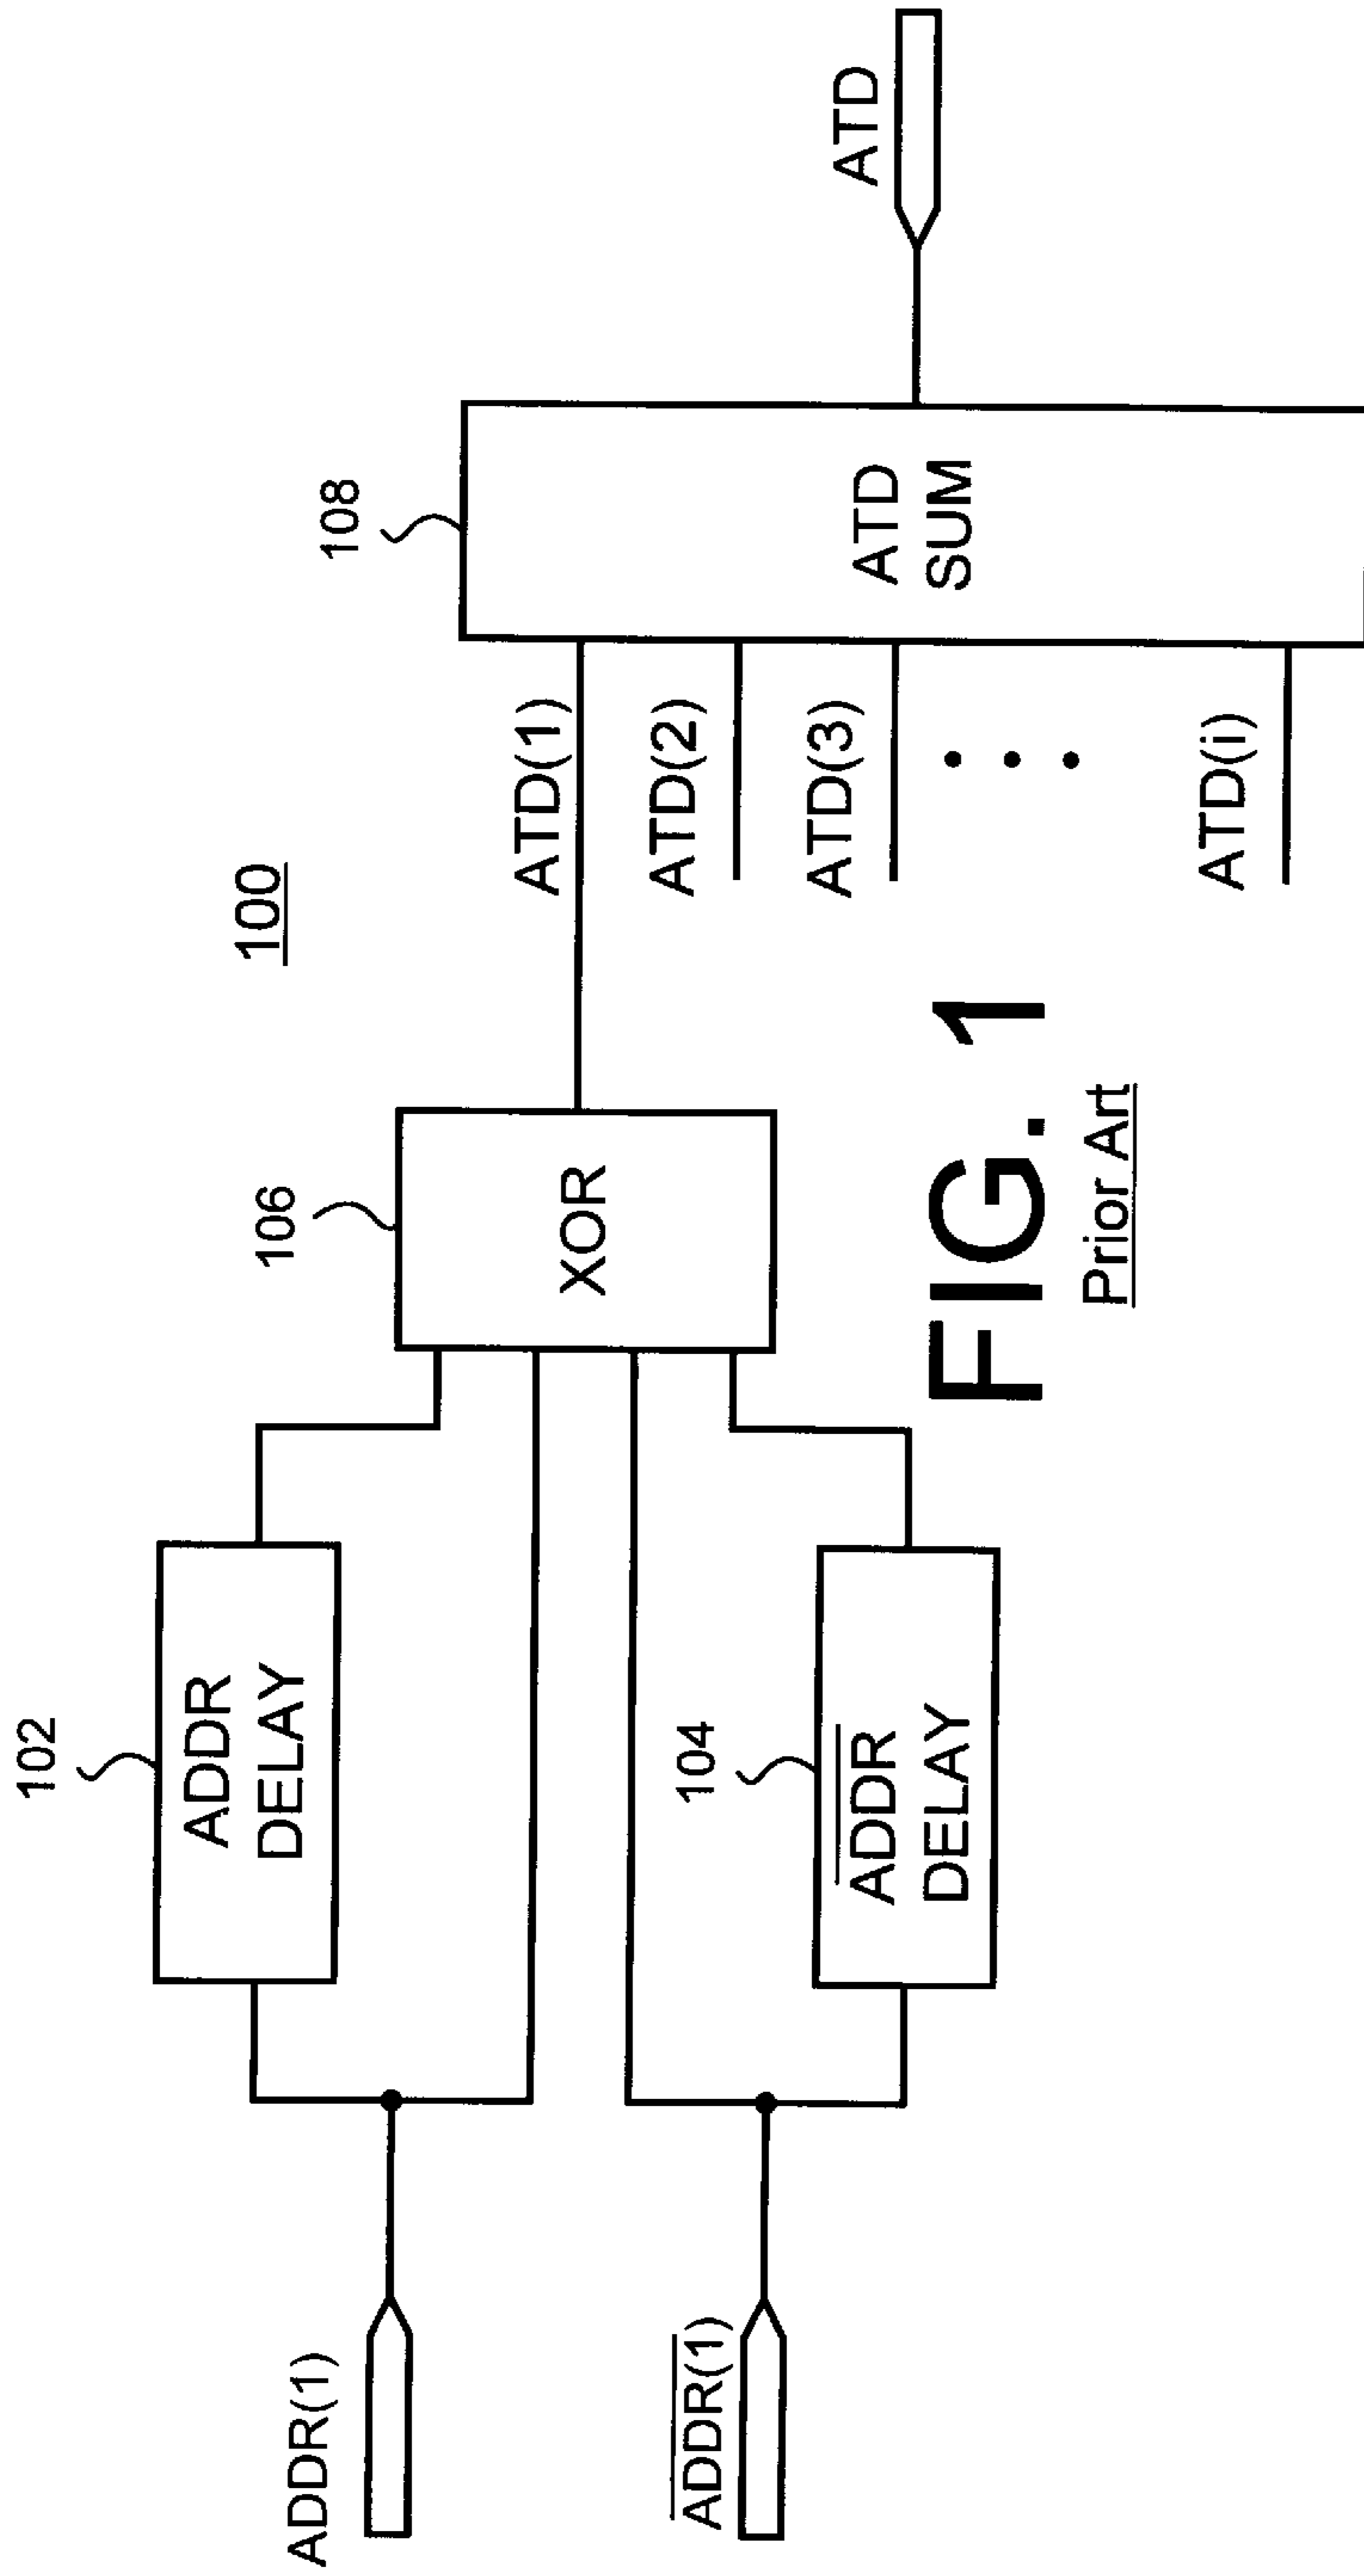 100
102
ADDR
DELAY
ADDR(1)
106
XOR
ADDR(1)
104
ADDR
DELAY
108
ATD(1)
ATD(2)
ATD(3)
ATD(i)
ATD
SUM
ATD
FIG. 1
Prior Art